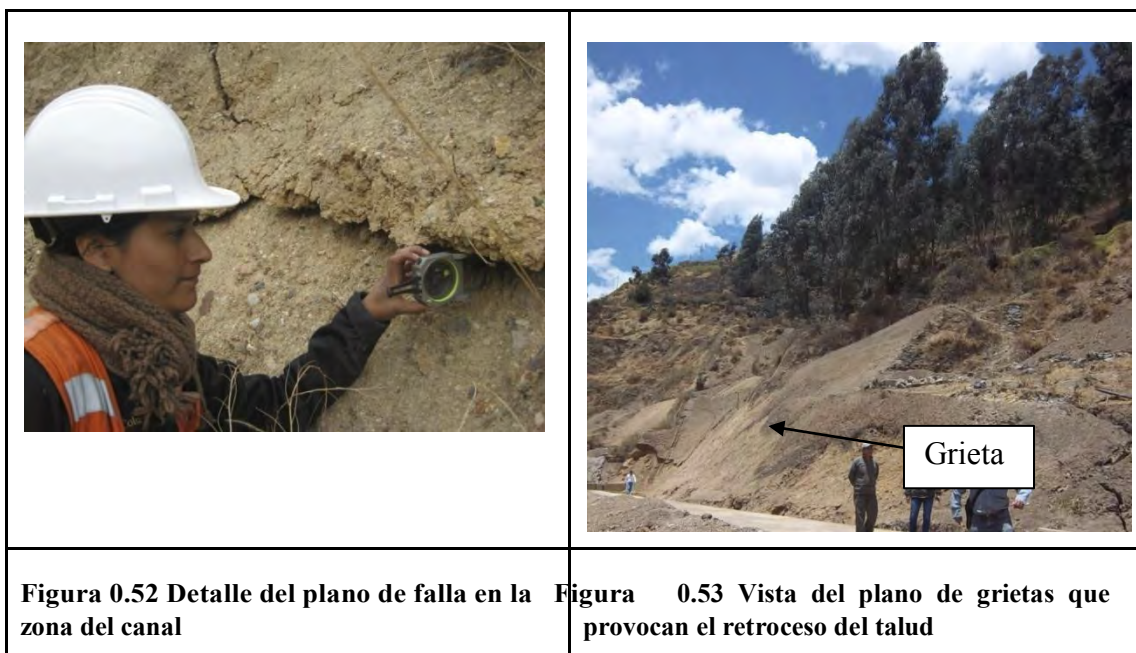 Grieta
Figura 0.52 Detalle del plano de falla en la
zona del canal
Figura 0.53 Vista del plano de grietas que
provocan el retroceso del talud